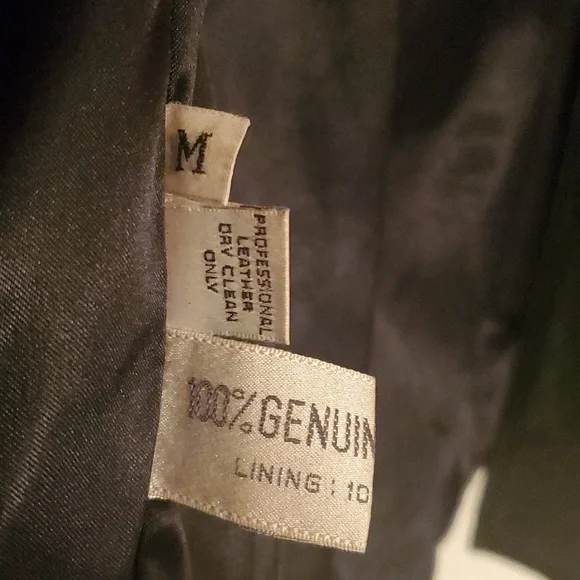 M
PROFESSIONAL
LEATHER
DRY CLEAN
ONLY
100% GENUIN
LINING : 10